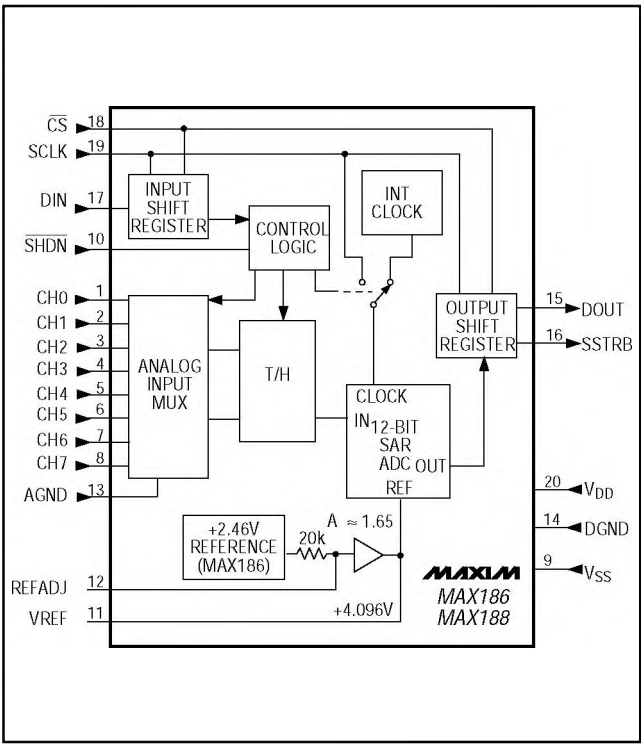 CS 18
SCLK 19
DIN 17
SHDN 10
CH0 1
CH1 2
CH2 3
CH3 4
CH4 5
CH5 6
CH6 7
CH7 8
AGND 13
REFADJ 12
VREF 11
INPUT
SHIFT
REGISTER
CONTROL
LOGIC
INT
CLOCK
ANALOG
INPUT
MUX
T/H
OUTPUT
SHIFT
REGISTER
15 DOUT
16 SSTRB
CLOCK
IN 12-BIT
SAR
ADC OUT
REF
+2.46V
REFERENCE
(MAX186)
20k
A ≈ 1.65
+4.096V
20 VDD
14 DGND
9 VSS
MAXIM
MAX186
MAX188